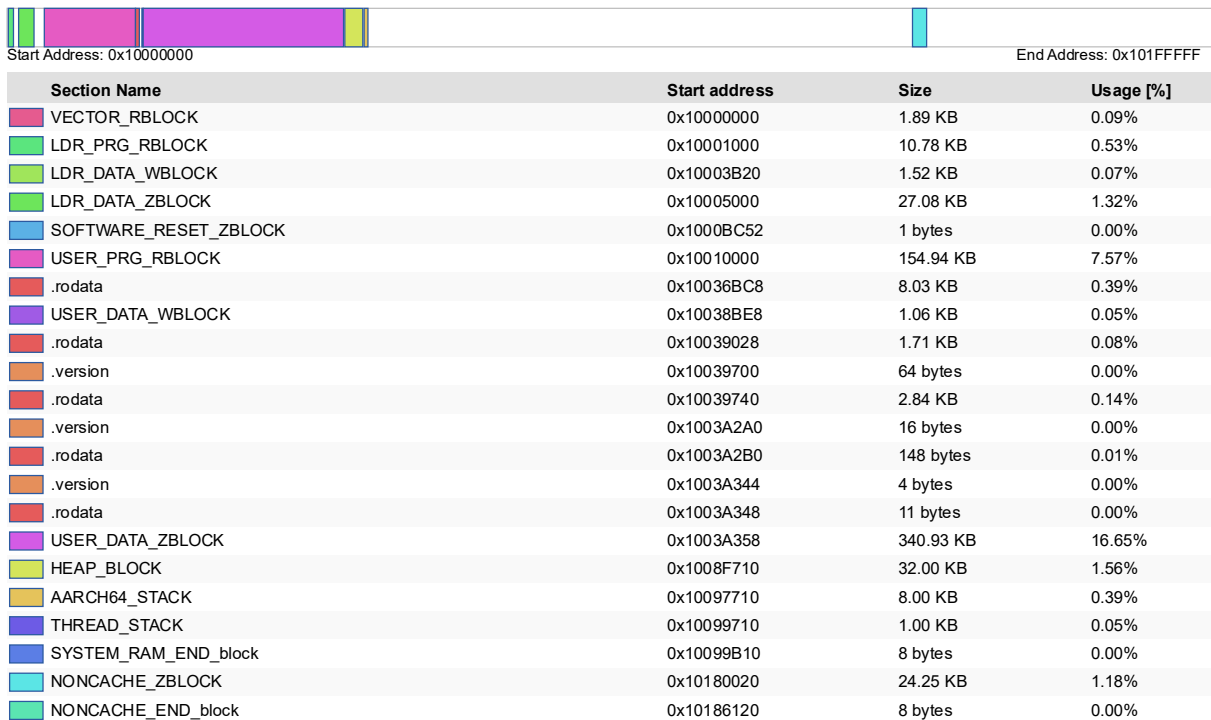 Start Address: 0x10000000 End Address: 0x101FFFFF
Section Name Start address Size Usage [%]
VECTOR_RBLOCK 0x10000000 1.89 KB 0.09%
LDR_PRG_RBLOCK 0x10001000 10.78 KB 0.53%
LDR_DATA_WBLOCK 0x10003B20 1.52 KB 0.07%
LDR_DATA_ZBLOCK 0x10005000 27.08 KB 1.32%
SOFTWARE_RESET_ZBLOCK 0x1000BC52 1 bytes 0.00%
USER_PRG_RBLOCK 0x10010000 154.94 KB 7.57%
.rodata 0x10036BC8 8.03 KB 0.39%
USER_DATA_WBLOCK 0x10038BE8 1.06 KB 0.05%
.rodata 0x10039028 1.71 KB 0.08%
.version 0x10039700 64 bytes 0.00%
.rodata 0x10039740 2.84 KB 0.14%
.version 0x1003A2A0 16 bytes 0.00%
.rodata 0x1003A2B0 148 bytes 0.01%
.version 0x1003A344 4 bytes 0.00%
.rodata 0x1003A348 11 bytes 0.00%
USER_DATA_ZBLOCK 0x1003A358 340.93 KB 16.65%
HEAP_BLOCK 0x1008F710 32.00 KB 1.56%
AARCH64_STACK 0x10097710 8.00 KB 0.39%
THREAD_STACK 0x10099710 1.00 KB 0.05%
SYSTEM_RAM_END_block 0x10099B10 8 bytes 0.00%
NONCACHE_ZBLOCK 0x10180020 24.25 KB 1.18%
NONCACHE_END_block 0x10186120 8 bytes 0.00%